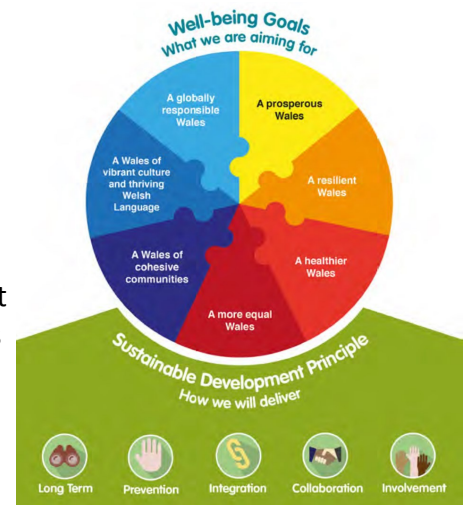 Well-being Goals
What we are aiming for
A prosperous
Wales
A resilient
Wales
A healthier
Wales
A more equal
Wales
A Wales of
cohesive
communities
A Wales of
vibrant culture
and thriving
Welsh
Language
A globally
responsible
Wales
Sustainable Development Principle
How we will deliver
Long Term
Prevention
Integration
Collaboration
Involvement